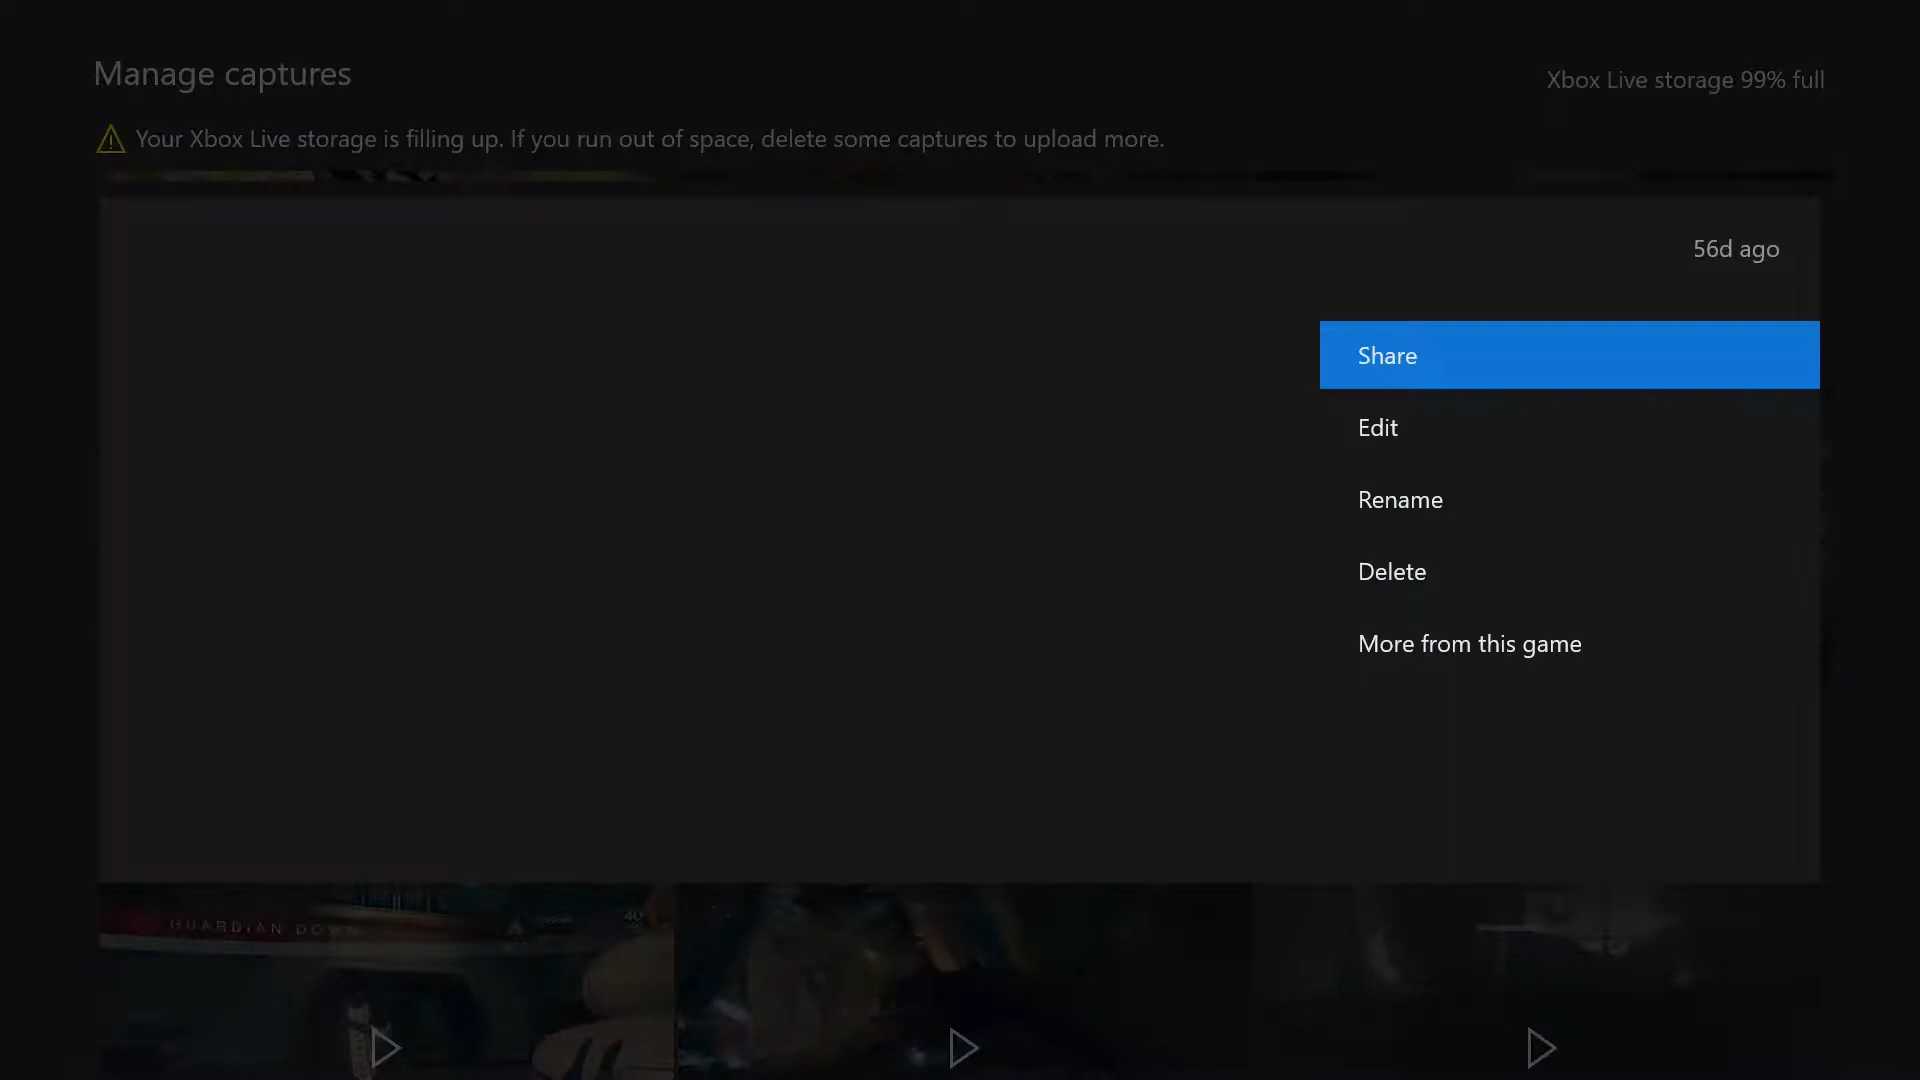 Manage captures
Xbox Live storage 99% full
Your Xbox Live storage is filling up. If you run out of space, delete some captures to upload more.
56d ago
Share
Edit
Rename
Delete
More from this game
GUARDIAN DOWN
40